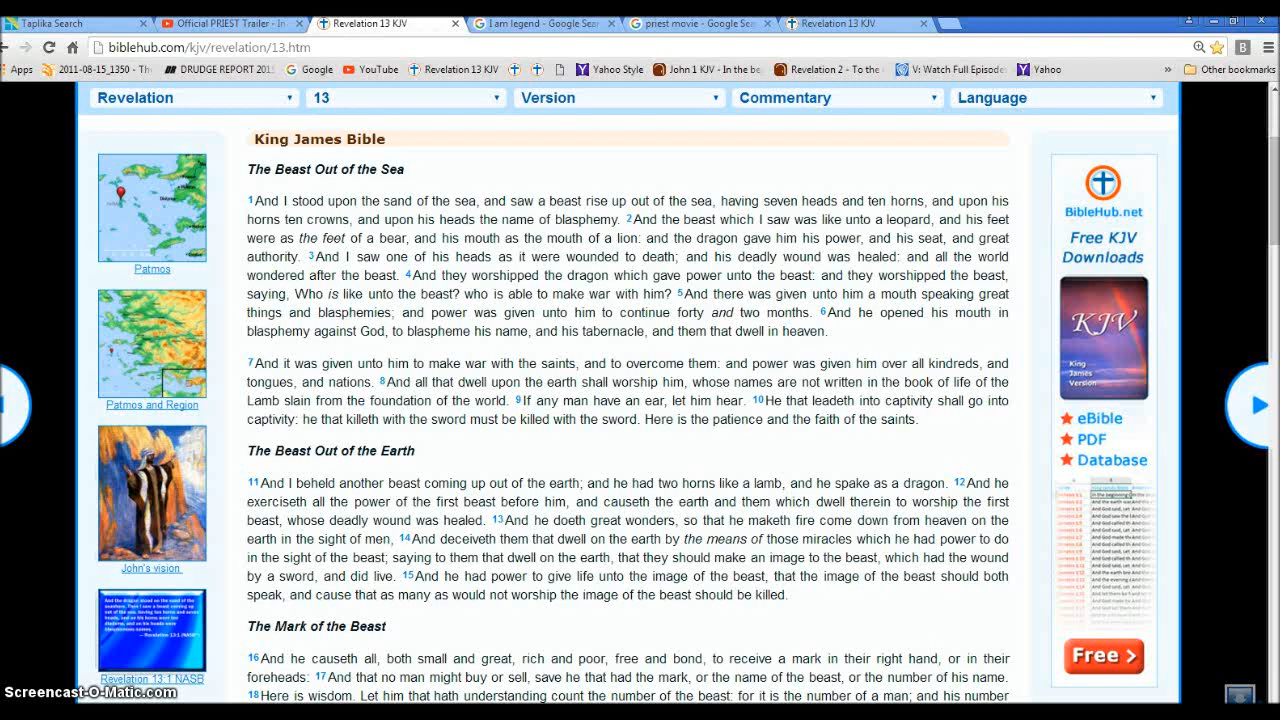 Taplika Search
Official PRIEST Trailer - In
Revelation 13 KJV
I am legend - Google Sea
priest movie - Google Sea
Revelation 13 KJV
biblehub.com/kjv/revelation/13.htm
Apps
2011-08-15_1350 - Th
DRUDGE REPORT 201
Google
YouTube
Revelation 13 KJV
Yahoo Style
John 1 KJV - In the be
Revelation 2 - To the
V: Watch Full Episode
Yahoo
»
Other bookmarks
Revelation
13
Version
Commentary
Language
King James Bible
The Beast Out of the Sea
1And I stood upon the sand of the sea, and saw a beast rise up out of the sea, having seven heads and ten horns, and upon his
horns ten crowns, and upon his heads the name of blasphemy. 2And the beast which I saw was like unto a leopard, and his feet
were as the feet of a bear, and his mouth as the mouth of a lion: and the dragon gave him his power, and his seat, and great
authority. 3And I saw one of his heads as it were wounded to death; and his deadly wound was healed: and all the world
wondered after the beast. 4And they worshipped the dragon which gave power unto the beast: and they worshipped the beast,
saying, Who is like unto the beast? who is able to make war with him? 5And there was given unto him a mouth speaking great
things and blasphemies; and power was given unto him to continue forty and two months. 6And he opened his mouth in
blasphemy against God, to blaspheme his name, and his tabernacle, and them that dwell in heaven.
7And it was given unto him to make war with the saints, and to overcome them: and power was given him over all kindreds, and
tongues, and nations. 8And all that dwell upon the earth shall worship him, whose names are not written in the book of life of the
Lamb slain from the foundation of the world. 9If any man have an ear, let him hear. 10He that leadeth into captivity shall go into
captivity: he that killeth with the sword must be killed with the sword. Here is the patience and the faith of the saints.
The Beast Out of the Earth
11And I beheld another beast coming up out of the earth; and he had two horns like a lamb, and he spake as a dragon. 12And he
exerciseth all the power of the first beast before him, and causeth the earth and them which dwell therein to worship the first
beast, whose deadly wound was healed. 13And he doeth great wonders, so that he maketh fire come down from heaven on the
earth in the sight of men, 14And deceiveth them that dwell on the earth by the means of those miracles which he had power to do
in the sight of the beast; saying to them that dwell on the earth, that they should make an image to the beast, which had the wound
by a sword, and did live. 15And he had power to give life unto the image of the beast, that the image of the beast should both
speak, and cause that as many as would not worship the image of the beast should be killed.
The Mark of the Beast
16And he causeth all, both small and great, rich and poor, free and bond, to receive a mark in their right hand, or in their
foreheads: 17And that no man might buy or sell, save he that had the mark, or the name of the beast, or the number of his name.
18Here is wisdom. Let him that hath understanding count the number of the beast: for it is the number of a man; and his number
Patmos
Patmos and Region
John's vision
Revelation 13:1 NASB
BibleHub.net
Free KJV
Downloads
KJV
King
James
Version
eBible
PDF
Database
Free >
Screencast-O-Matic.com